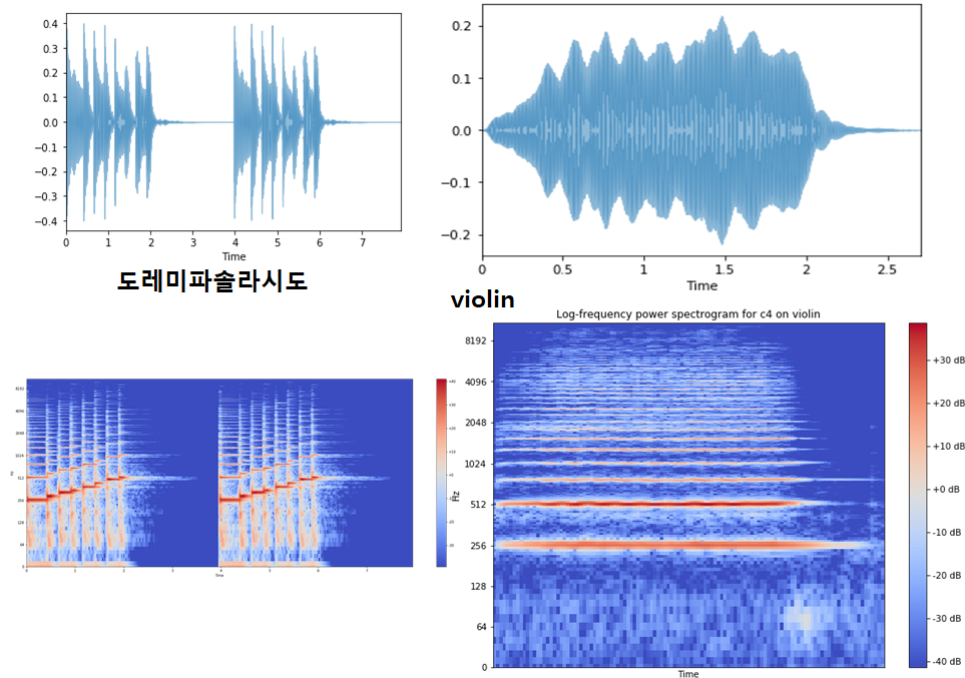 0.4
0.3
0.2
0.1
0.0
−0.1
−0.2
−0.3
−0.4
0 1 2 3 4 5 6 7
Time
도레미파솔라시도
0.2
0.1
0.0
−0.1
−0.2
0 0.5 1 1.5 2 2.5
Time
violin
Log-frequency power spectrogram for c4 on violin
8192
4096
2048
1024
512
256
128
64
0
Hz
Time
+30 dB
+20 dB
+10 dB
+0 dB
-10 dB
-20 dB
-30 dB
-40 dB